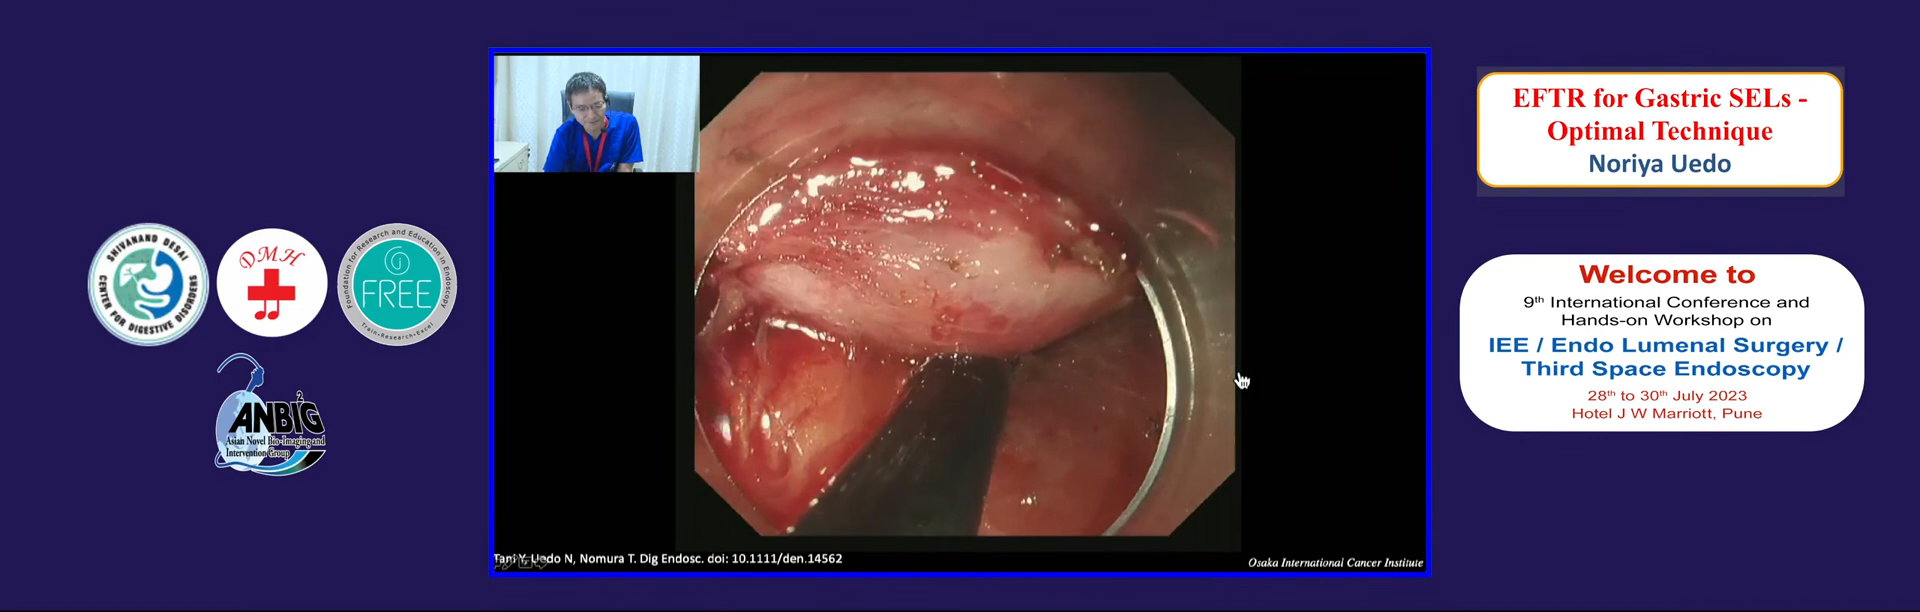 SHIVANAND DESAI
CENTER FOR DIGESTIVE DISORDERS
DMH
Foundation for Research and Education in Endoscopy
FREE
Train•Research•Excel
ANBIG
2
Asian Novel Bio-Imaging and
Intervention Group
Tani Y, Uedo N, Nomura T. Dig Endosc. doi: 10.1111/den.14562
Osaka International Cancer Institute
EFTR for Gastric SELs -
Optimal Technique
Noriya Uedo
Welcome to
9th International Conference and
Hands-on Workshop on
IEE / Endo Lumenal Surgery /
Third Space Endoscopy
28th to 30th July 2023
Hotel J W Marriott, Pune